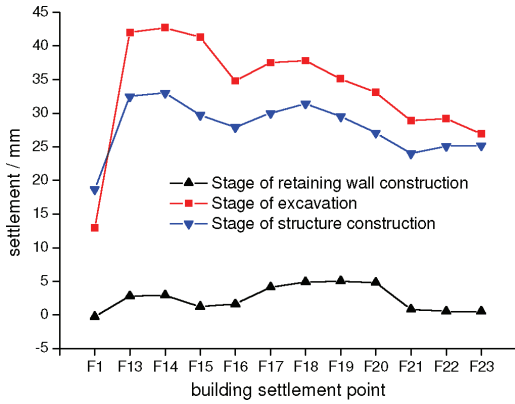 45
40
35
30
25
20
15
10
5
0
-5
settlement / mm
Stage of retaining wall construction
Stage of excavation
Stage of structure construction
F1 F13 F14 F15 F16 F17 F18 F19 F20 F21 F22 F23
building settlement point